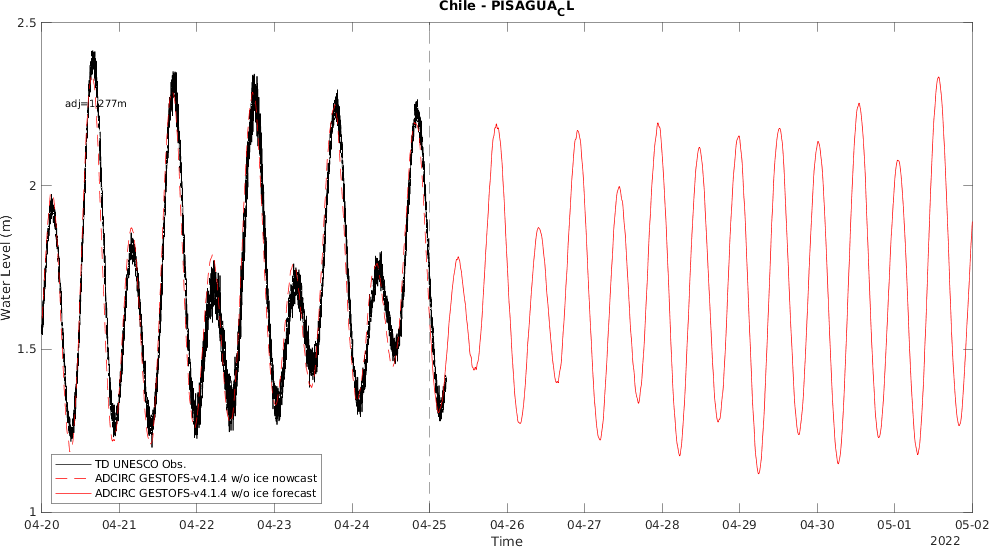 Chile - PISAGUA_CL
2.5
adj=1.277m
2
Water Level (m)
1.5
TD UNESCO Obs.
ADCIRC GESTOFS-v4.1.4 w/o ice nowcast
ADCIRC GESTOFS-v4.1.4 w/o ice forecast
1
04-20 04-21 04-22 04-23 04-24 04-25 04-26 04-27 04-28 04-29 04-30 05-01 05-02
Time
2022